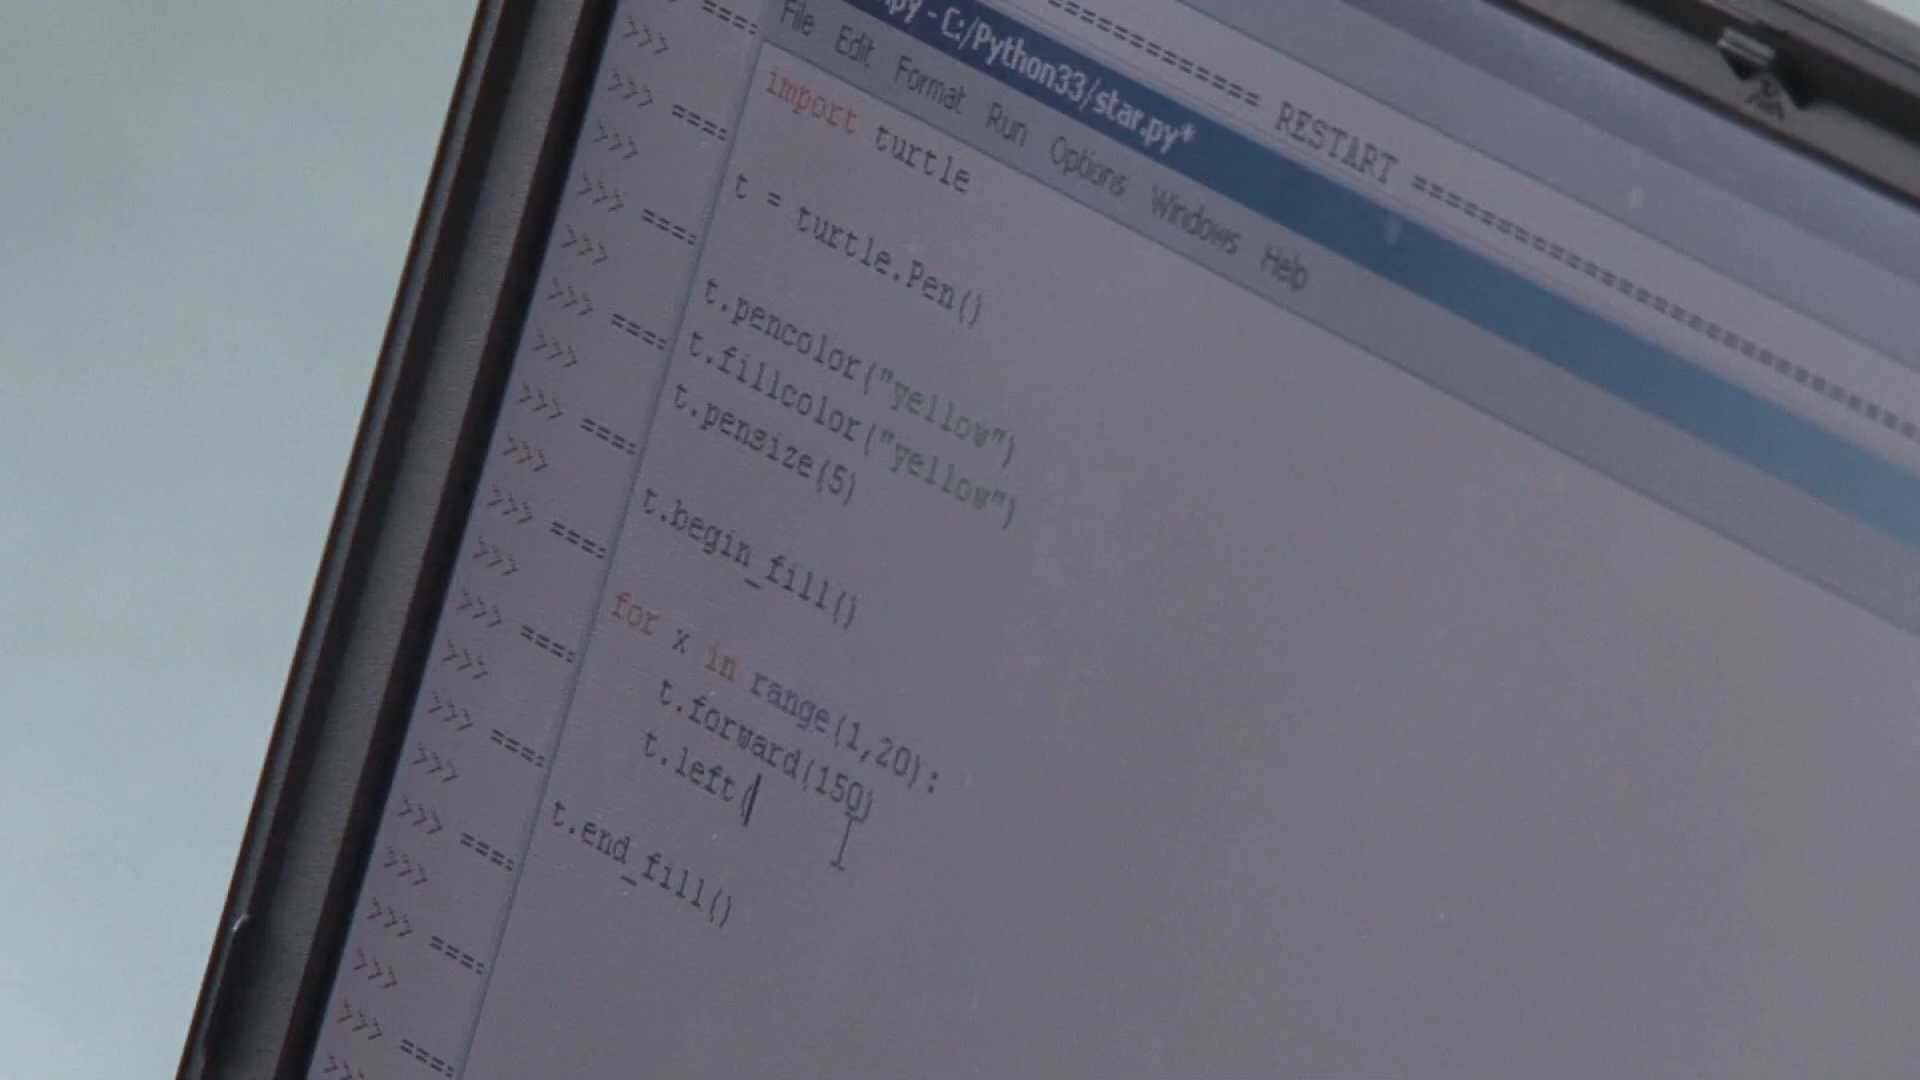 .py - C:/Python33/star.py*
File Edit Format Run Options Windows Help
============ RESTART ============================
import turtle
t = turtle.Pen()
t.pencolor("yellow")
t.fillcolor("yellow")
t.pensize(5)
t.begin_fill()
for x in range(1,20):
t.forward(150)
t.left(
t.end_fill()
>>> ====
>>>
>>> ====
>>>
>>> ====
>>>
>>> ====
>>>
>>> ====
>>>
>>> ====
>>>
>>> ====
>>>
>>> ====
>>>
>>> ====
>>>
>>> ====
>>>